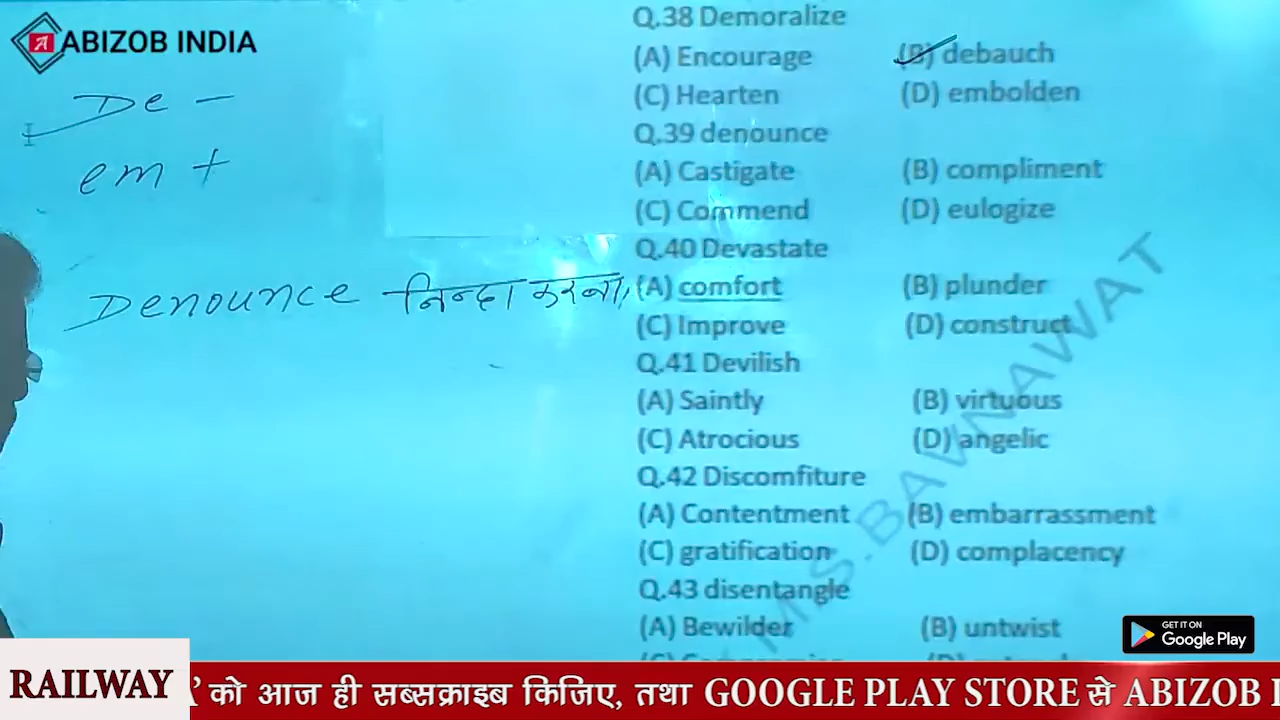 ABIZOB INDIA
De -
em +
Denounce निन्दा करना,
Q.38 Demoralize
(A) Encourage (B) debauch
(C) Hearten (D) embolden
Q.39 denounce
(A) Castigate (B) compliment
(C) Commend (D) eulogize
Q.40 Devastate
(A) comfort (B) plunder
(C) Improve (D) construct
Q.41 Devilish
(A) Saintly (B) virtuous
(C) Atrocious (D) angelic
Q.42 Discomfiture
(A) Contentment (B) embarrassment
(C) gratification (D) complacency
Q.43 disentangle
(A) Bewilder (B) untwist
MS.BAVNAWAT
GET IT ON
Google Play
RAILWAY
को आज ही सब्सक्राइब किजिए, तथा GOOGLE PLAY STORE से ABIZOB